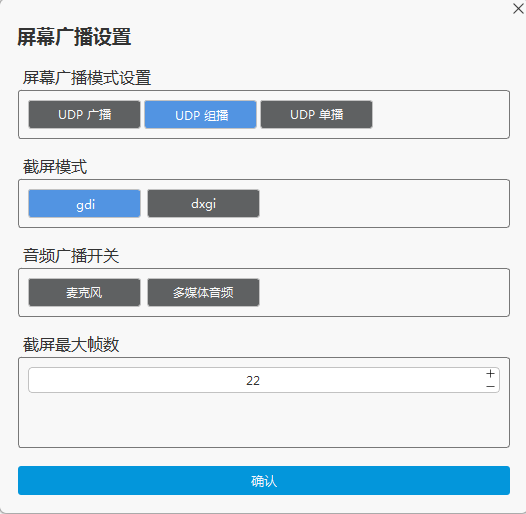 屏幕广播设置
屏幕广播模式设置
UDP 广播 UDP 组播 UDP 单播
截屏模式
gdi dxgi
音频广播开关
麦克风 多媒体音频
截屏最大帧数
22
确认